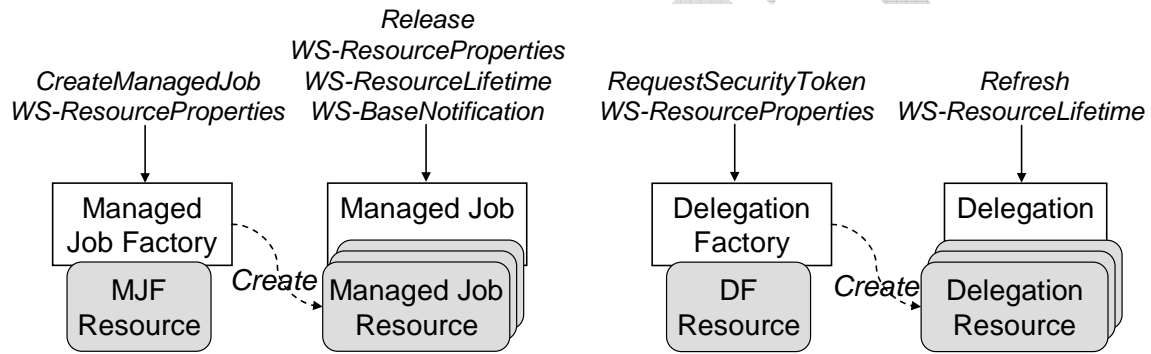 CreateManagedJob
WS-ResourceProperties
Release
WS-ResourceProperties
WS-ResourceLifetime
WS-BaseNotification
RequestSecurityToken
WS-ResourceProperties
Refresh
WS-ResourceLifetime
Managed
Job Factory
Managed Job
Delegation
Factory
Delegation
MJF
Resource
Create
Managed Job
Resource
DF
Resource
Create
Delegation
Resource